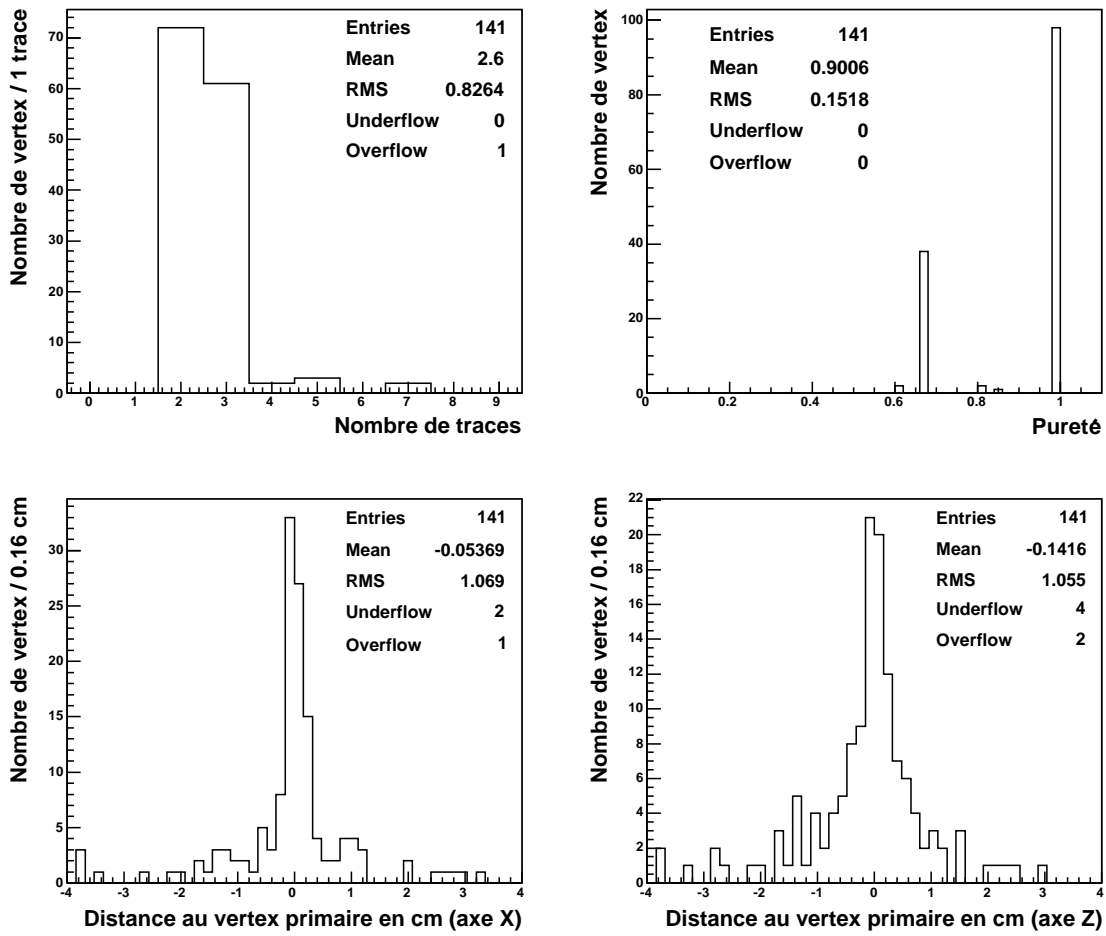 Nombre de vertex / 1 trace
70
60
50
40
30
20
10
0
Entries 141
Mean 2.6
RMS 0.8264
Underflow 0
Overflow 1
0 1 2 3 4 5 6 7 8 9
Nombre de traces
Nombre de vertex
100
80
60
40
20
0
Entries 141
Mean 0.9006
RMS 0.1518
Underflow 0
Overflow 0
0 0.2 0.4 0.6 0.8 1
Pureté
Nombre de vertex / 0.16 cm
30
25
20
15
10
5
0
Entries 141
Mean -0.05369
RMS 1.069
Underflow 2
Overflow 1
-4 -3 -2 -1 0 1 2 3 4
Distance au vertex primaire en cm (axe X)
Nombre de vertex / 0.16 cm
22
20
18
16
14
12
10
8
6
4
2
0
Entries 141
Mean -0.1416
RMS 1.055
Underflow 4
Overflow 2
-4 -3 -2 -1 0 1 2 3 4
Distance au vertex primaire en cm (axe Z)